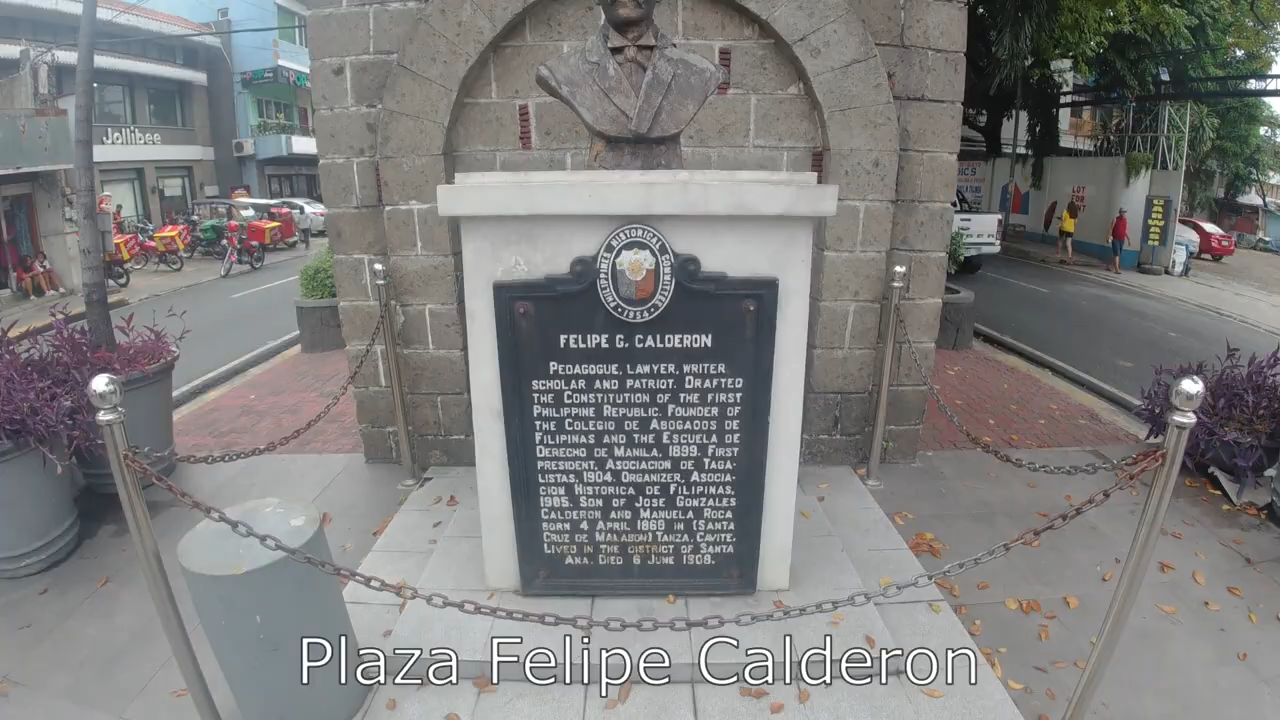 Jollibee
PHILIPPINES HISTORICAL COMMITTEE
· 1954 ·
FELIPE G. CALDERON
PEDAGOGUE, LAWYER, WRITER
SCHOLAR AND PATRIOT. DRAFTED
THE CONSTITUTION OF THE FIRST
PHILIPPINE REPUBLIC. FOUNDER OF
THE COLEGIO DE ABOGADOS DE
FILIPINAS AND THE ESCUELA DE
DERECHO DE MANILA, 1899. FIRST
PRESIDENT, ASOCIACION DE TAGA-
LISTAS, 1904. ORGANIZER, ASOCIA-
CION HISTORICA DE FILIPINAS,
1905. SON OF JOSE GONZALES
CALDERON AND MANUELA ROCA
BORN 4 APRIL 1868 IN (SANTA
CRUZ DE MALABON) TANZA, CAVITE.
LIVED IN THE DISTRICT OF SANTA
ANA. DIED 6 JUNE 1908.
LOT
FOR
CARWASH
Plaza Felipe Calderon